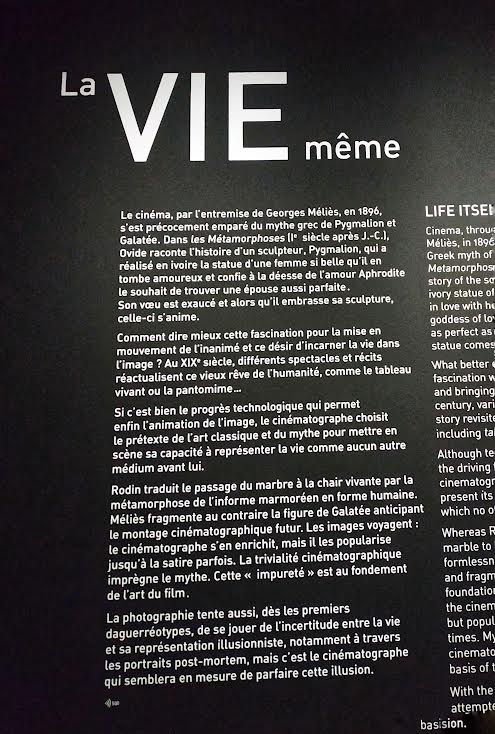 La
VIE
même
Le cinéma, par l'entremise de Georges Méliès, en 1896,
s'est précocement emparé du mythe grec de Pygmalion et
Galatée. Dans les Métamorphoses (Iᵉ siècle après J.-C.),
Ovide raconte l'histoire d'un sculpteur, Pygmalion, qui a
réalisé en ivoire la statue d'une femme si belle qu'il en
tombe amoureux et confie à la déesse de l'amour Aphrodite
le souhait de trouver une épouse aussi parfaite.
Son vœu est exaucé et alors qu'il embrasse sa sculpture,
celle-ci s'anime.
Comment dire mieux cette fascination pour la mise en
mouvement de l'inanimé et ce désir d'incarner la vie dans
l'image ? Au XIXᵉ siècle, différents spectacles et récits
réactualisent ce vieux rêve de l'humanité, comme le tableau
vivant ou la pantomime...
Si c'est bien le progrès technologique qui permet
enfin l'animation de l'image, le cinématographe choisit
le prétexte de l'art classique et du mythe pour mettre en
scène sa capacité à représenter la vie comme aucun autre
médium avant lui.
Rodin traduit le passage du marbre à la chair vivante par la
métamorphose de l'informe marmoréen en forme humaine.
Méliès fragmente au contraire la figure de Galatée anticipant
le montage cinématographique futur. Les images voyagent :
le cinématographe s'en enrichit, mais il les popularise
jusqu'à la satire parfois. La trivialité cinématographique
imprègne le mythe. Cette « impureté » est au fondement
de l'art du film.
La photographie tente aussi, dès les premiers
daguerréotypes, de se jouer de l'incertitude entre la vie
et sa représentation illusionniste, notamment à travers
les portraits post-mortem, mais c'est le cinématographe
qui semblera en mesure de parfaire cette illusion.
LIFE ITSEL
Cinema, throu
Méliès, in 1896
Greek myth of
Metamorphos
story of the sc
ivory statue of
in love with he
goddess of lo
as perfect as
statue comes
What better e
fascination w
and bringing
century, vari
story revisite
including ta
Although te
the driving
cinematogr
present its
which no o
Whereas R
marble to
formlessn
and fragm
foundation
the cinem
but popul
times. My
cinemato
basis of t
With the
attempte
basision.